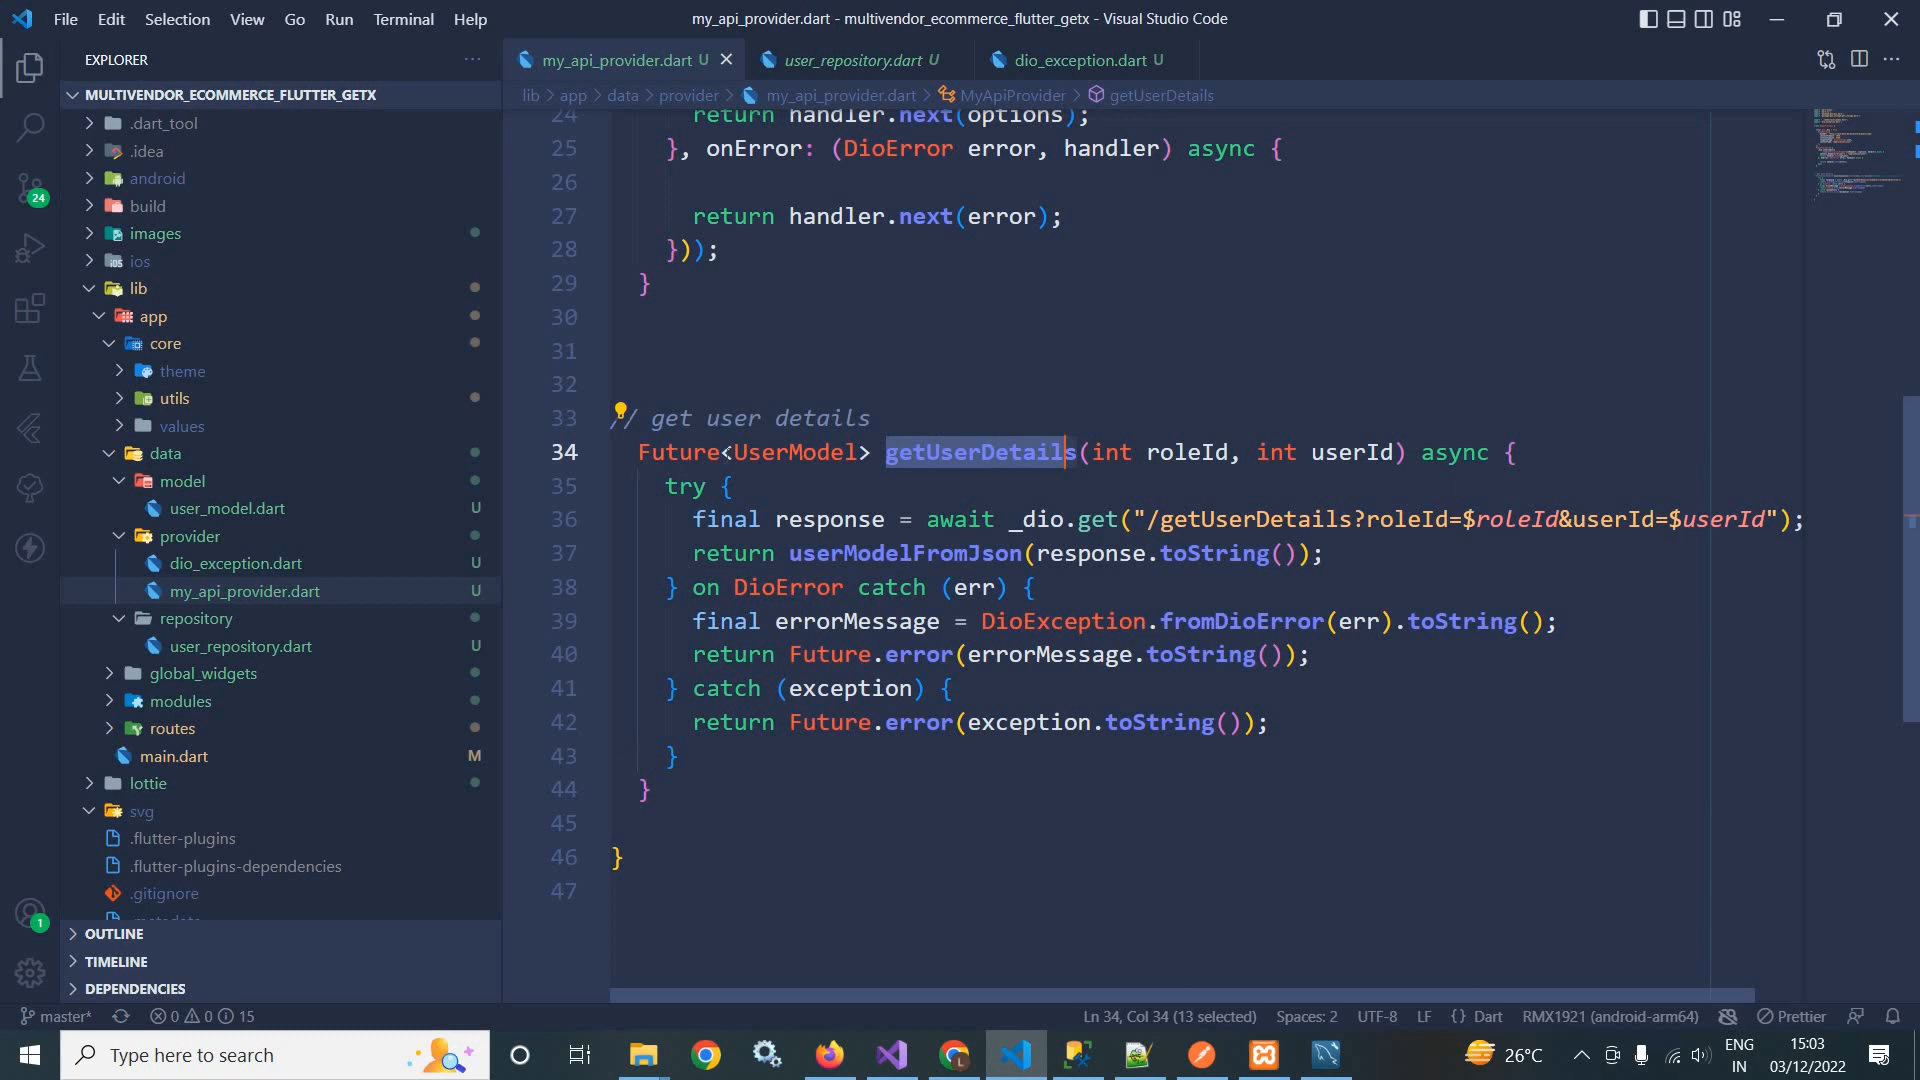 File Edit Selection View Go Run Terminal Help
my_api_provider.dart - multivendor_ecommerce_flutter_getx - Visual Studio Code
EXPLORER
MULTIVENDOR_ECOMMERCE_FLUTTER_GETX
.dart_tool
.idea
android
build
images
ios
lib
app
core
theme
utils
values
data
model
user_model.dart U
provider
dio_exception.dart U
my_api_provider.dart U
repository
user_repository.dart U
global_widgets
modules
routes
main.dart M
lottie
svg
.flutter-plugins
.flutter-plugins-dependencies
.gitignore
.metadata
OUTLINE
TIMELINE
DEPENDENCIES
24
1
my_api_provider.dart U user_repository.dart U dio_exception.dart U
lib > app > data > provider > my_api_provider.dart > MyApiProvider > getUserDetails
24 return handler.next(options);
25 }, onError: (DioError error, handler) async {
26
27 return handler.next(error);
28 }));
29 }
30
31
32
33 // get user details
34 Future<UserModel> getUserDetails(int roleId, int userId) async {
35 try {
36 final response = await _dio.get("/getUserDetails?roleId=$roleId&userId=$userId");
37 return userModelFromJson(response.toString());
38 } on DioError catch (err) {
39 final errorMessage = DioException.fromDioError(err).toString();
40 return Future.error(errorMessage.toString());
41 } catch (exception) {
42 return Future.error(exception.toString());
43 }
44 }
45
46 }
47
master* 0 0 15 Ln 34, Col 34 (13 selected) Spaces: 2 UTF-8 LF {} Dart RMX1921 (android-arm64) Prettier
Type here to search
26°C
ENG
IN
15:03
03/12/2022